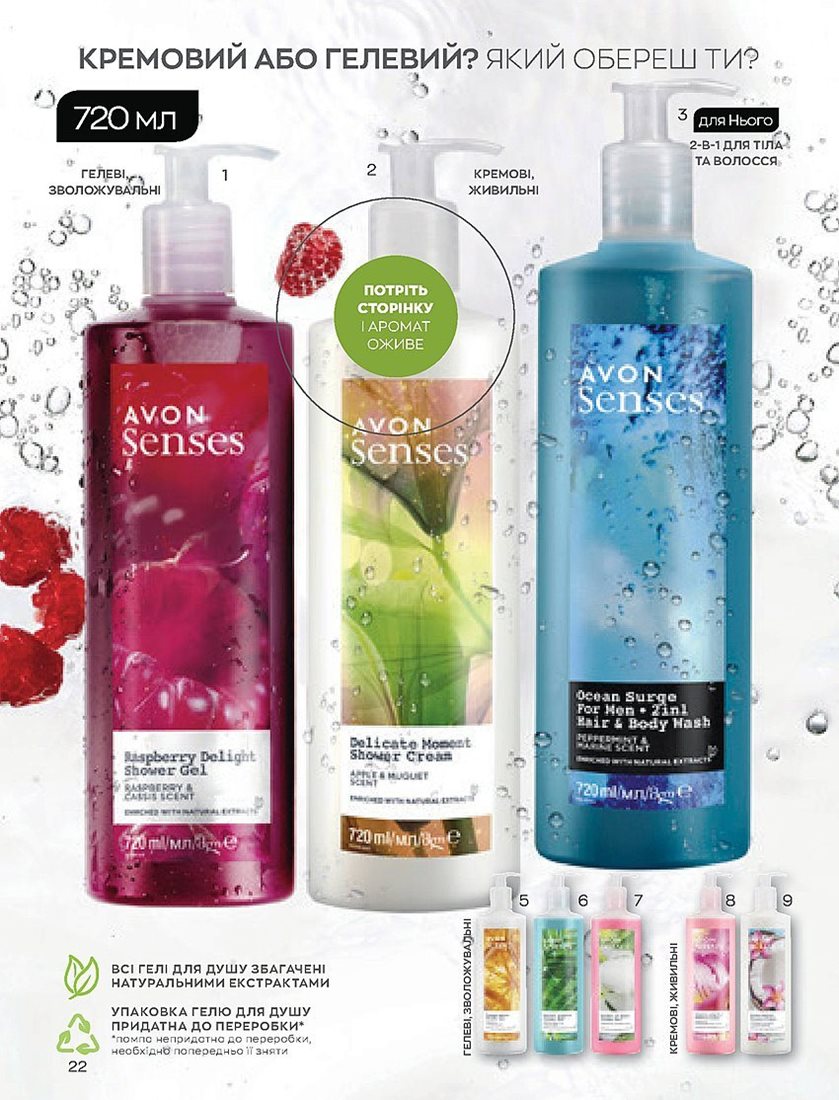 КРЕМОВИЙ АБО ГЕЛЕВИЙ? ЯКИЙ ОБЕРЕШ ТИ?
720 МЛ
ГЕЛЕВІ,
ЗВОЛОЖУВАЛЬНІ
1
2
КРЕМОВІ,
ЖИВИЛЬНІ
3
ДЛЯ НЬОГО
2-В-1 ДЛЯ ТІЛА
ТА ВОЛОССЯ
ПОТРІТЬ
СТОРІНКУ
І АРОМАТ
ОЖИВЕ
AVON
Senses
Raspberry Delight
Shower Gel
RASPBERRY &
CASSIS SCENT
ENRICHED WITH NATURAL EXTRACTS
720 ml/мл/მლ e
AVON
Senses
Delicate Moment
Shower Cream
APPLE & MUGUET
SCENT
ENRICHED WITH NATURAL EXTRACTS
720 ml/мл/მლ e
AVON
Senses
Ocean Surge
For Men • 2in1
Hair & Body Wash
PEPPERMINT &
MARINE SCENT
ENRICHED WITH NATURAL EXTRACTS
720 ml/мл/მლ e
ГЕЛЕВІ, ЗВОЛОЖУВАЛЬНІ
5
6
7
AVON
КРЕМОВІ, ЖИВИЛЬНІ
8
9
ВСІ ГЕЛІ ДЛЯ ДУШУ ЗБАГАЧЕНІ
НАТУРАЛЬНИМИ ЕКСТРАКТАМИ
УПАКОВКА ГЕЛЮ ДЛЯ ДУШУ
ПРИДАТНА ДО ПЕРЕРОБКИ*
*помпа непридатна до переробки,
необхідно попередньо її зняти
22